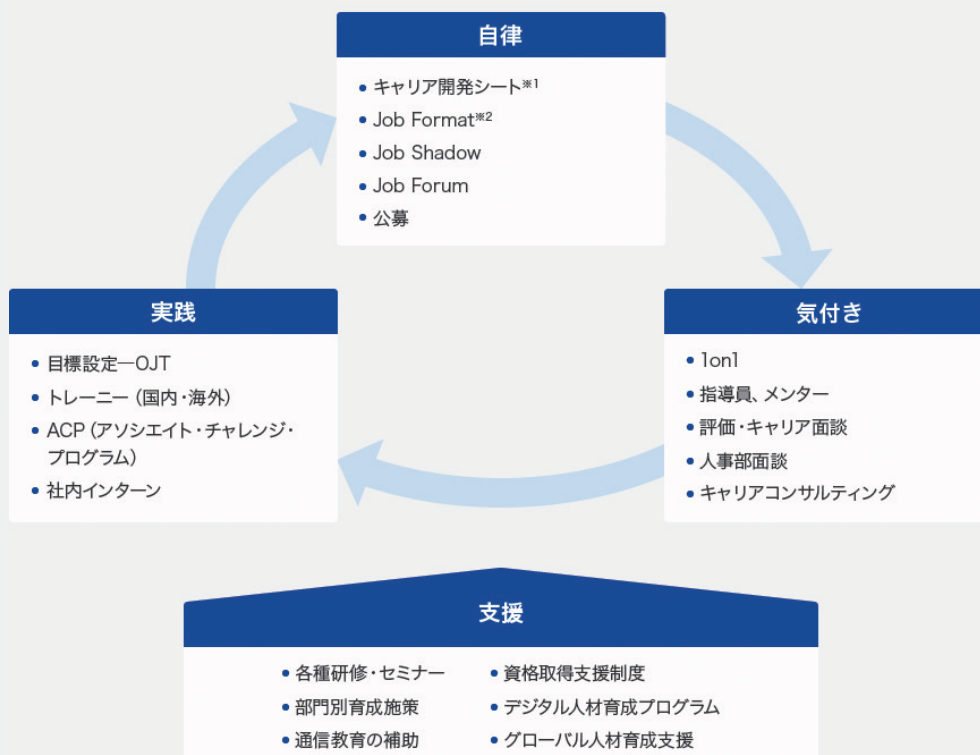 自律
• キャリア開発シート※1
• Job Format※2
• Job Shadow
• Job Forum
• 公募
実践
• 目標設定―OJT
• トレーニー（国内・海外）
• ACP（アソシエイト・チャレンジ・
プログラム）
• 社内インターン
気付き
• 1on1
• 指導員、メンター
• 評価・キャリア面談
• 人事部面談
• キャリアコンサルティング
支援
• 各種研修・セミナー
• 部門別育成施策
• 通信教育の補助
• 資格取得支援制度
• デジタル人材育成プログラム
• グローバル人材育成支援